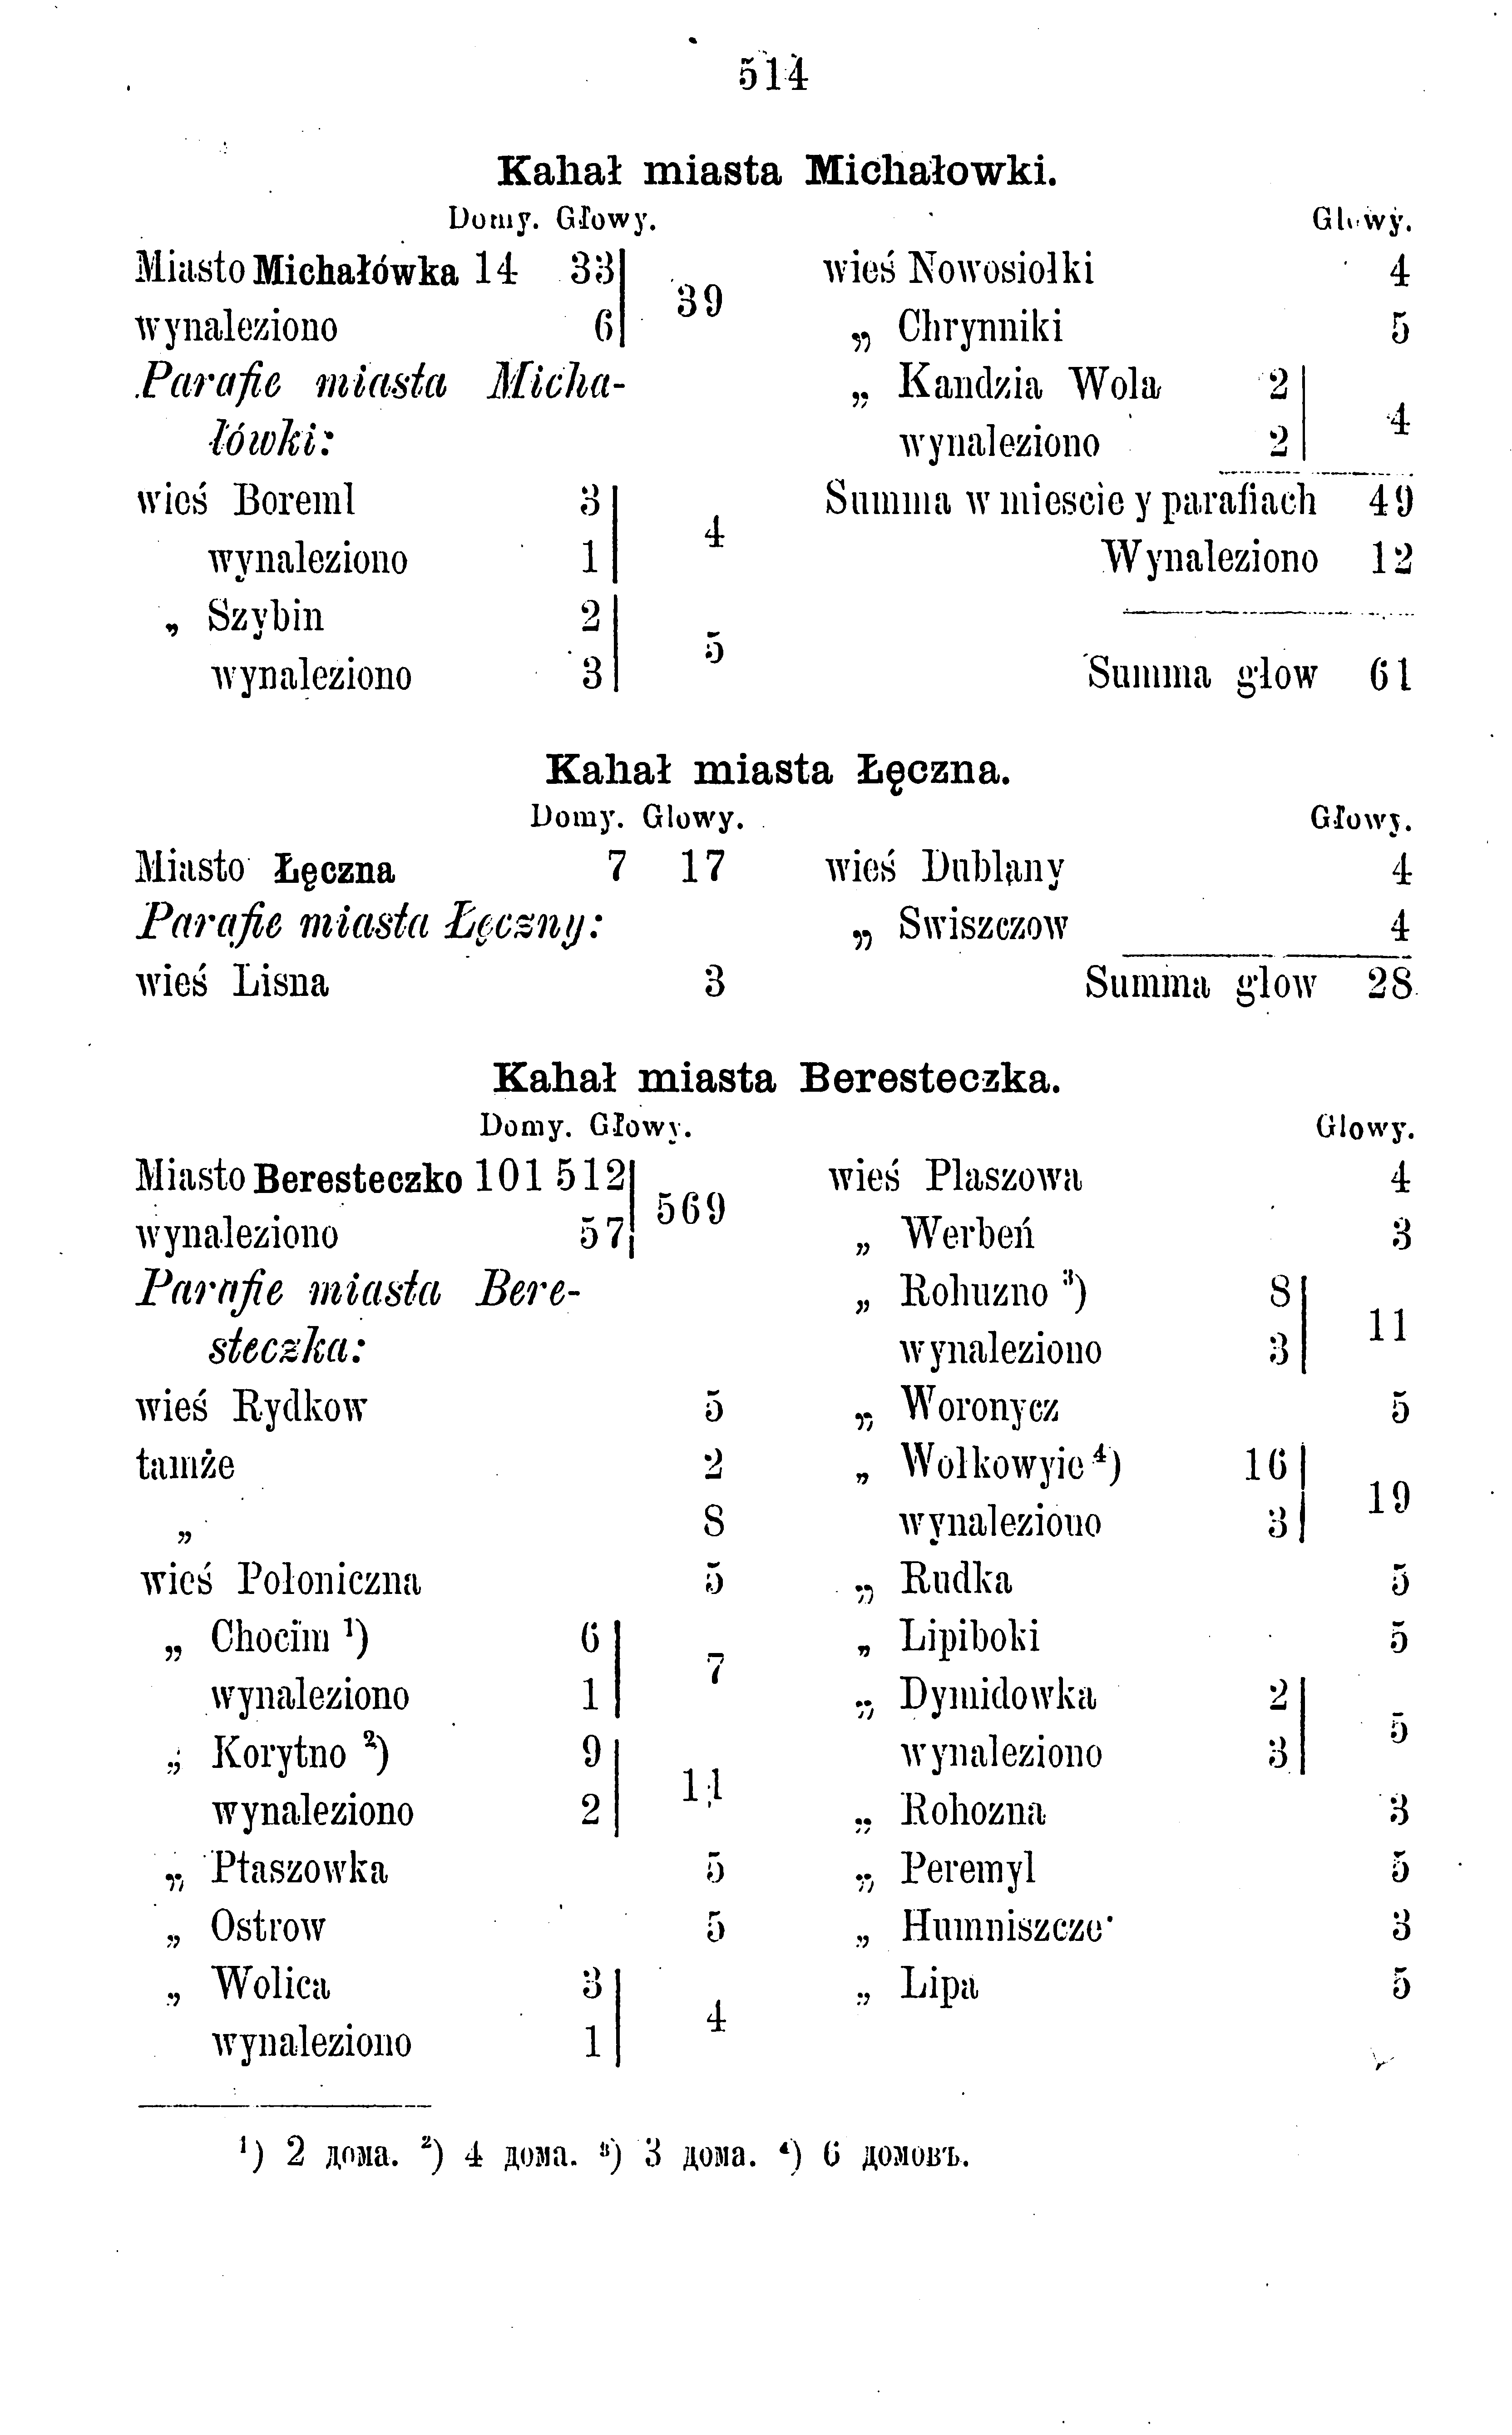 514
Kahał miasta Michałowki.
Domy. Głowy.
Miasto Michałówka 14 33
39
wynaleziono 6
Parafie miasta Micha-
łówki:
wieś Boreml 3
4
wynaleziono 1
„ Szybin 2
5
wynaleziono 3
Głowy.
wieś Nowosiołki 4
„ Chrynniki 5
„ Kandzia Wola 2
4
wynaleziono 2
Summa w miescie y parafiach 49
Wynaleziono 12
Summa głow 61
Kahał miasta Łęczna.
Domy. Głowy.
Miasto Łęczna 7 17
Parafie miasta Łęczny:
wieś Lisna 3
Głowy.
wieś Dublany 4
„ Swiszczow 4
Summa głow 28
Kahał miasta Beresteczka.
Domy. Głowy.
Miasto Beresteczko 101 512
569
wynaleziono 57
Parafie miasta Bere-
steczka:
wieś Rydkow 5
tamże 2
„ 8
wieś Połoniczna 5
„ Chocim ¹) 6
7
wynaleziono 1
„ Korytno ²) 9
11
wynaleziono 2
„ Ptaszowka 5
„ Ostrow 5
„ Wolica 3
4
wynaleziono 1
Głowy.
wieś Plaszowa 4
„ Werbeń 3
„ Rohuzno ³) 8
11
wynaleziono 3
„ Woronycz 5
„ Wołkowyie ⁴) 16
19
wynaleziono 3
„ Rudka 5
„ Lipiboki 5
„ Dymidowka 2
5
wynaleziono 3
„ Rohozna 3
„ Peremyl 5
„ Humniszcze 3
„ Lipa 5
¹) 2 дома. ²) 4 дома. ³) 3 дома. ⁴) 6 домовъ.